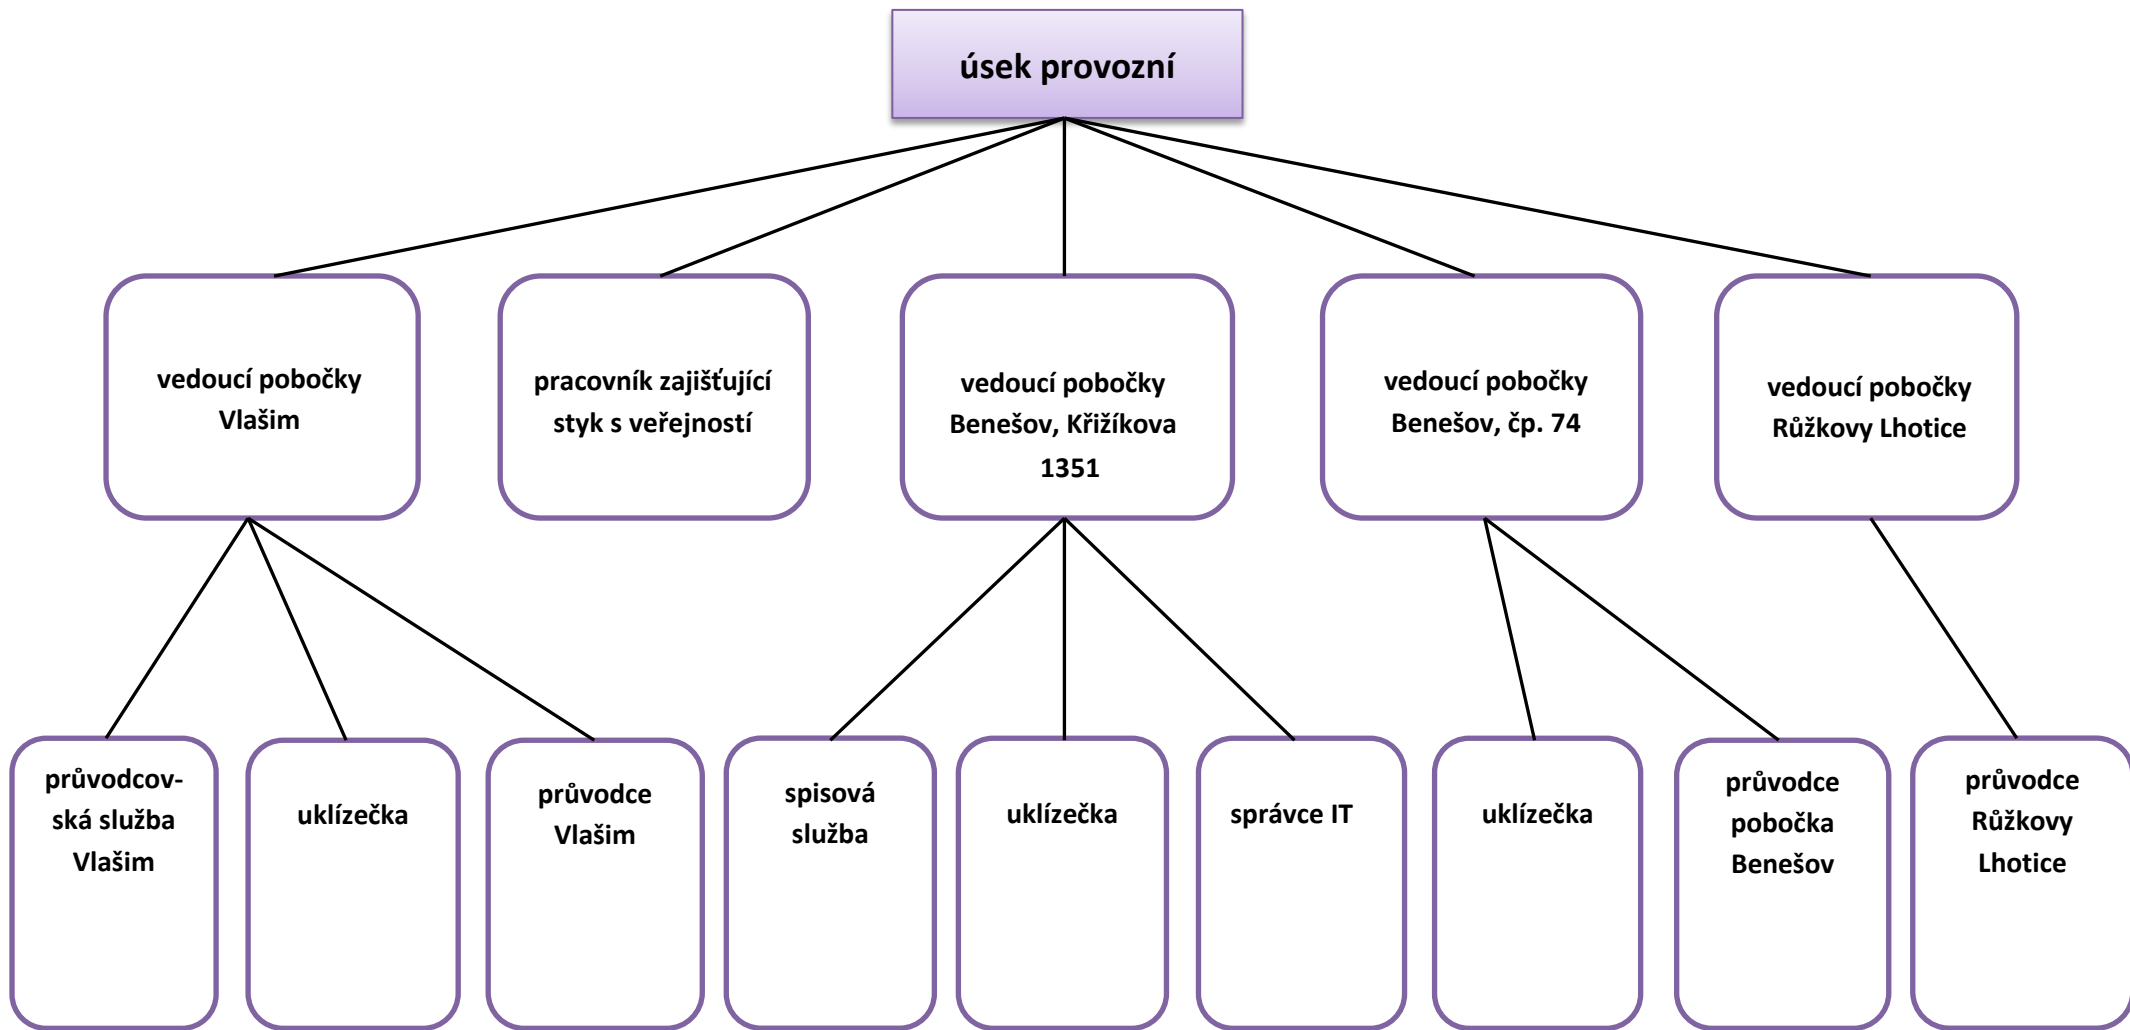 úsek provozní
vedoucí pobočky
Vlašim
pracovník zajišťující
styk s veřejností
vedoucí pobočky
Benešov, Křižíkova
1351
vedoucí pobočky
Benešov, čp. 74
vedoucí pobočky
Růžkovy Lhotice
průvodcov-
ská služba
Vlašim
uklízečka
průvodce
Vlašim
spisová
služba
uklízečka
správce IT
uklízečka
průvodce
pobočka
Benešov
průvodce
Růžkovy
Lhotice